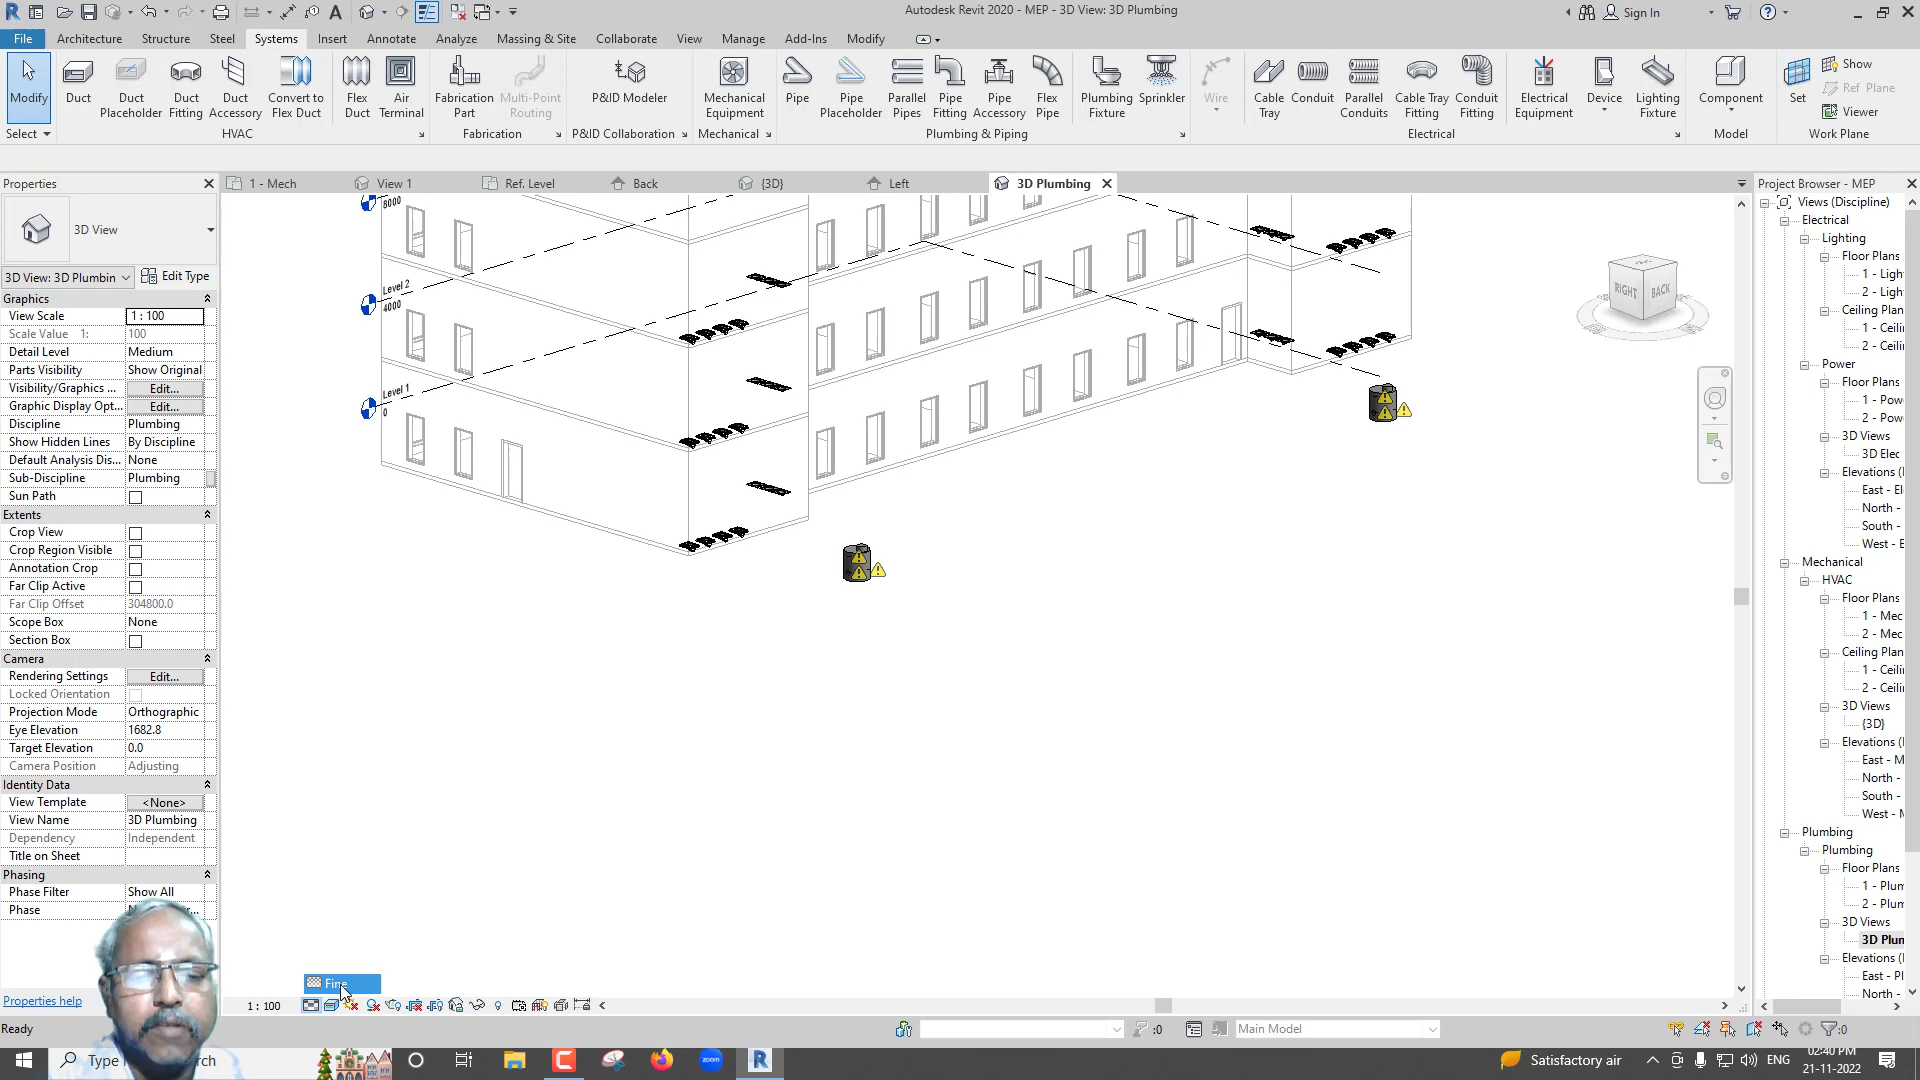 Autodesk Revit 2020 - MEP - 3D View: 3D Plumbing
Sign In
File Architecture Structure Steel Systems Insert Annotate Analyze Massing & Site Collaborate View Manage Add-Ins Modify
Modify
Duct
Duct Placeholder
Duct Fitting
Duct Accessory
Convert to Flex Duct
Flex Duct
Air Terminal
Fabrication Part
Multi-Point Routing
P&ID Modeler
Mechanical Equipment
Pipe
Pipe Placeholder
Parallel Pipes
Pipe Fitting
Pipe Accessory
Flex Pipe
Plumbing Fixture
Sprinkler
Wire
Cable Tray
Conduit
Parallel Conduits
Cable Tray Fitting
Conduit Fitting
Electrical Equipment
Device
Lighting Fixture
Component
Set
Show
Ref Plane
Viewer
Select HVAC Fabrication P&ID Collaboration Mechanical Plumbing & Piping Electrical Model Work Plane
Properties
1 - Mech View 1 Ref. Level Back {3D} Left 3D Plumbing
Project Browser - MEP
3D View
3D View: 3D Plumbin Edit Type
Graphics
View Scale 1 : 100
Scale Value 1: 100
Detail Level Medium
Parts Visibility Show Original
Visibility/Graphics ... Edit...
Graphic Display Opt... Edit...
Discipline Plumbing
Show Hidden Lines By Discipline
Default Analysis Dis... None
Sub-Discipline Plumbing
Sun Path
Extents
Crop View
Crop Region Visible
Annotation Crop
Far Clip Active
Far Clip Offset 304800.0
Scope Box None
Section Box
Camera
Rendering Settings Edit...
Locked Orientation
Projection Mode Orthographic
Eye Elevation 1682.8
Target Elevation 0.0
Camera Position Adjusting
Identity Data
View Template <None>
View Name 3D Plumbing
Dependency Independent
Title on Sheet
Phasing
Phase Filter Show All
Phase
Properties help
8000
Level 2
4000
Level 1
0
RIGHT BACK
Fine
1 : 100
Views (Discipline)
Electrical
Lighting
Floor Plans
1 - Ligh
2 - Ligh
Ceiling Plan
1 - Ceili
2 - Ceili
Power
Floor Plans
1 - Pow
2 - Pow
3D Views
3D Elec
Elevations (
East - El
North -
South -
West - E
Mechanical
HVAC
Floor Plans
1 - Mec
2 - Mec
Ceiling Plan
1 - Ceili
2 - Ceili
3D Views
{3D}
Elevations (
East - M
North -
South -
West - M
Plumbing
Plumbing
Floor Plans
1 - Plum
2 - Plum
3D Views
3D Plum
Elevations (
East - Pl
North -
Ready
:0
Main Model
:0
Type
rch
zoom
Satisfactory air
ENG
02:40 PM
21-11-2022